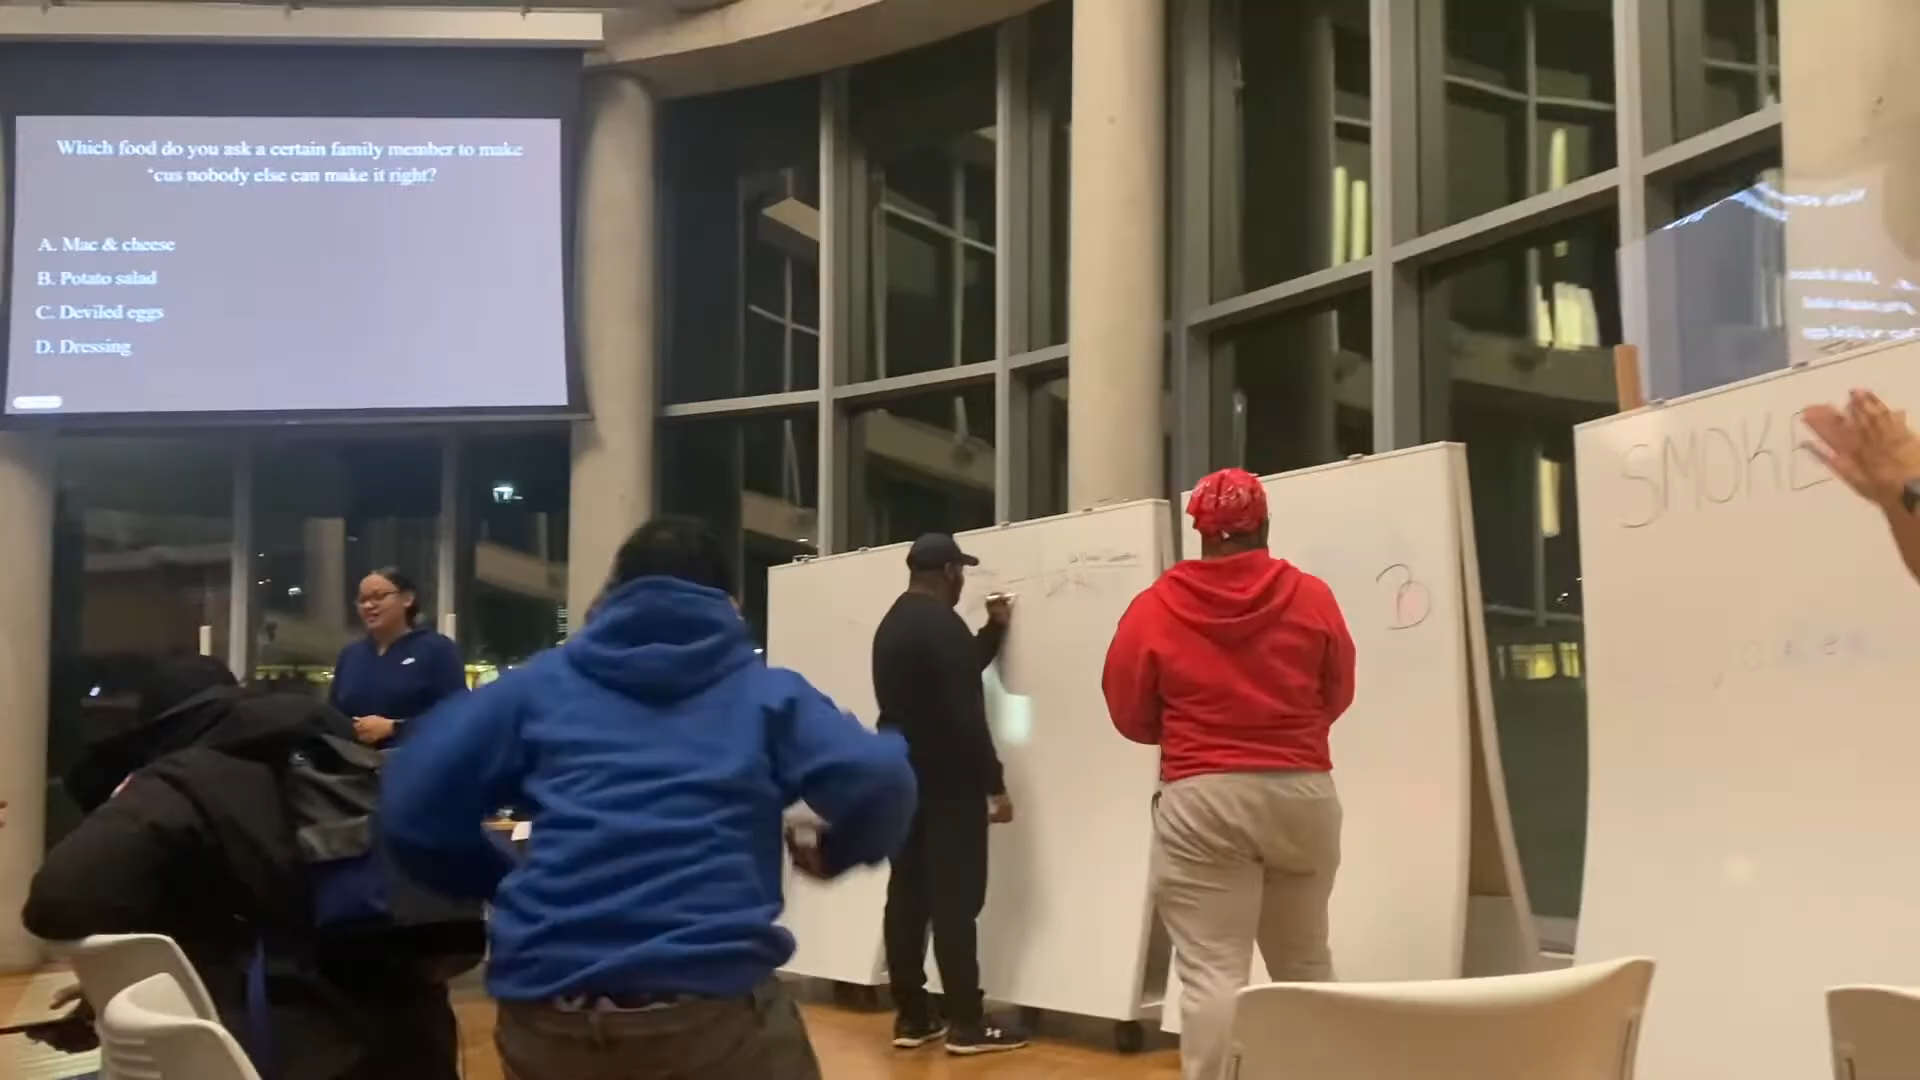 Which food do you ask a certain family member to make
'cus nobody else can make it right?
A. Mac & cheese
B. Potato salad
C. Deviled eggs
D. Dressing
SMOKE